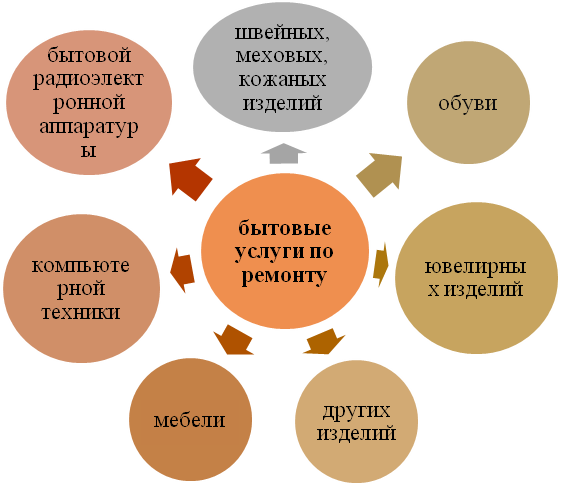 швейных,
меховых,
кожаных
изделий
обуви
ювелирны
х изделий
других
изделий
мебели
компьюте
рной
техники
бытовой
радиоэлект
ронной
аппаратур
ы
бытовые
услуги по
ремонту